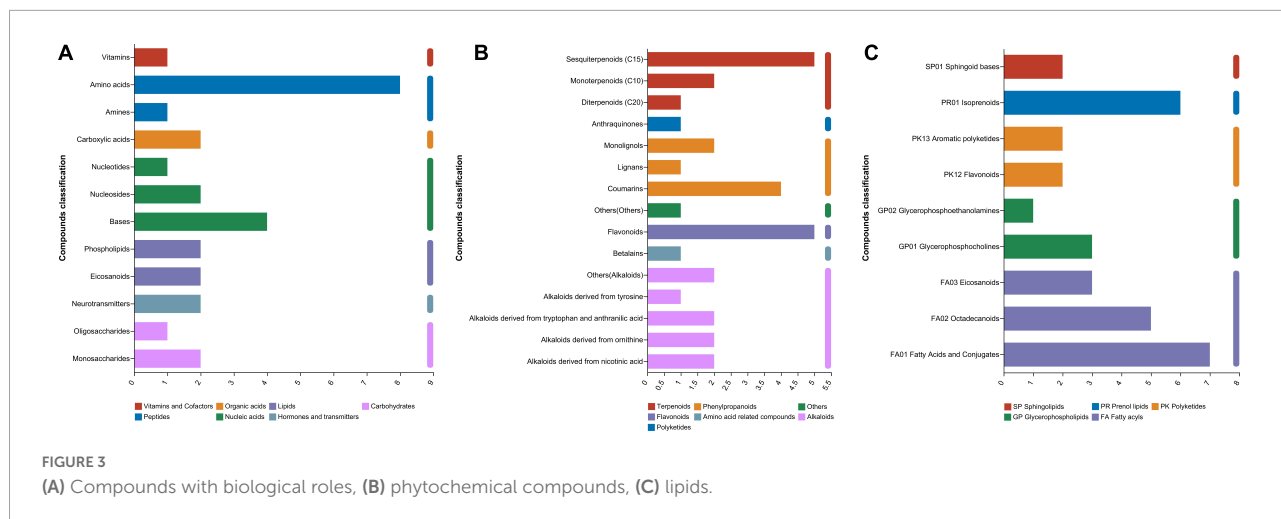 A
Compounds classification
Vitamins
Amino acids
Amines
Carboxylic acids
Nucleotides
Nucleosides
Bases
Phospholipids
Eicosanoids
Neurotransmitters
Oligosaccharides
Monosaccharides
0 1 2 3 4 5 6 7 8 9
Vitamins and Cofactors Organic acids Lipids Carbohydrates
Peptides Nucleic acids Hormones and transmitters
B
Compounds classification
Sesquiterpenoids (C15)
Monoterpenoids (C10)
Diterpenoids (C20)
Anthraquinones
Monolignols
Lignans
Coumarins
Others(Others)
Flavonoids
Betalains
Others(Alkaloids)
Alkaloids derived from tyrosine
Alkaloids derived from tryptophan and anthranilic acid
Alkaloids derived from ornithine
Alkaloids derived from nicotinic acid
0 0.5 1 1.5 2 2.5 3 3.5 4 4.5 5 5.5
Terpenoids Phenylpropanoids Others
Flavonoids Amino acid related compounds Alkaloids
Polyketides
C
Compounds classification
SP01 Sphingoid bases
PR01 Isoprenoids
PK13 Aromatic polyketides
PK12 Flavonoids
GP02 Glycerophosphoethanolamines
GP01 Glycerophosphocholines
FA03 Eicosanoids
FA02 Octadecanoids
FA01 Fatty Acids and Conjugates
0 1 2 3 4 5 6 7 8
SP Sphingolipids PR Prenol lipids PK Polyketides
GP Glycerophospholipids FA Fatty acyls
FIGURE 3
(A) Compounds with biological roles, (B) phytochemical compounds, (C) lipids.